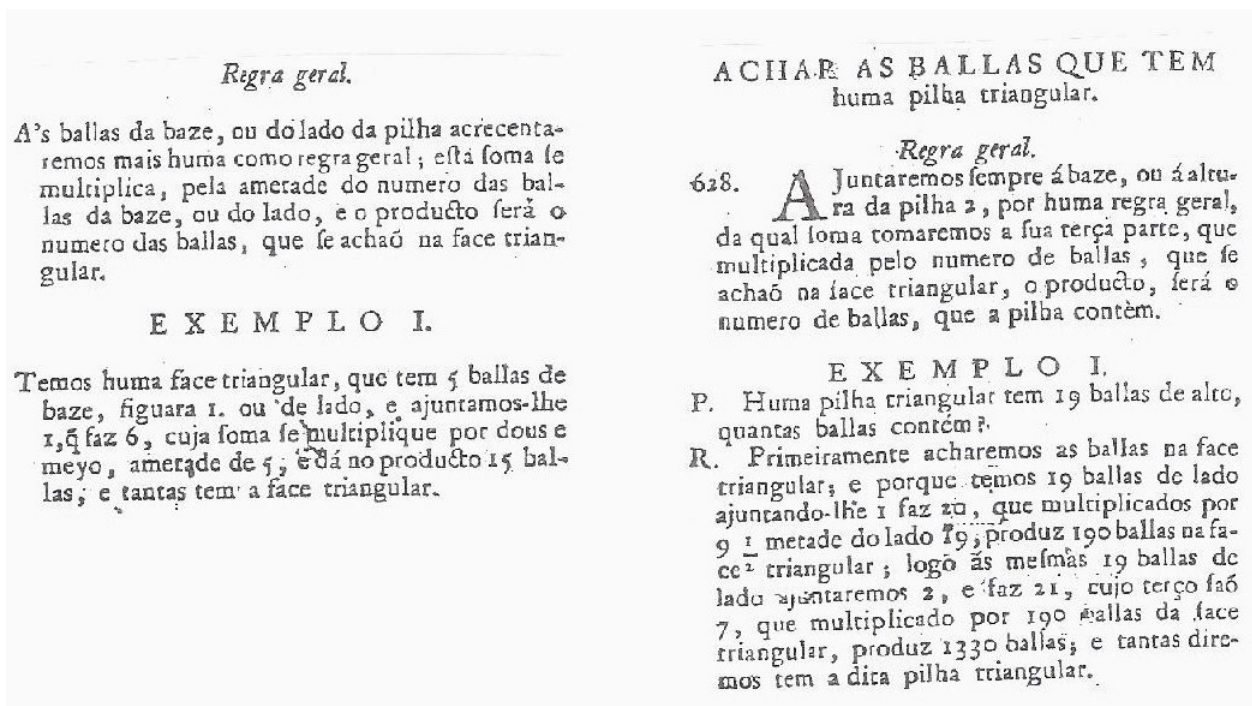 Regra geral.
A's ballas da baze, ou do lado da pilha acrecenta-
remos mais huma como regra geral; eſtá ſoma ſe
multiplica, pela ametade do numero das bal-
las da baze, ou do lado, e o producto ſerá o
numero das ballas, que ſe achaõ na face trian-
gular.
EXEMPLO I.
Temos huma face triangular, que tem 5 ballas de
baze, figuara 1. ou de lado, e ajuntamos-lhe
1, q̃ faz 6, cuja ſoma ſe multiplique por dous e
meyo, ametade de 5, e dá no producto 15 bal-
las; e tantas tem a face triangular.
ACHAR AS BALLAS QUE TEM
huma pilha triangular.
Regra geral.
628. AJuntaremos ſempre á baze, ou á altu-
ra da pilha 2, por huma regra geral,
da qual ſoma tomaremos a ſua terça parte, que
multiplicada pelo numero de ballas, que ſe
achaõ na face triangular, o producto, ſerá o
numero de ballas, que a pilha contèm.
EXEMPLO I.
P. Huma pilha triangular tem 19 ballas de alto,
quantas ballas contém?
R. Primeiramente acharemos as ballas na face
triangular; e porque temos 19 ballas de lado
ajuntando-lhe 1 faz 20, que multiplicados por
9 1/2 metade do lado 19, produz 190 ballas na fa-
ce triangular; logo ás meſmas 19 ballas de
lado ajuntaremos 2, e faz 21, cujo terço ſaõ
7, que multiplicado por 190 ballas da face
triangular, produz 1330 ballas; e tantas dire-
mos tem a dita pilha triangular.